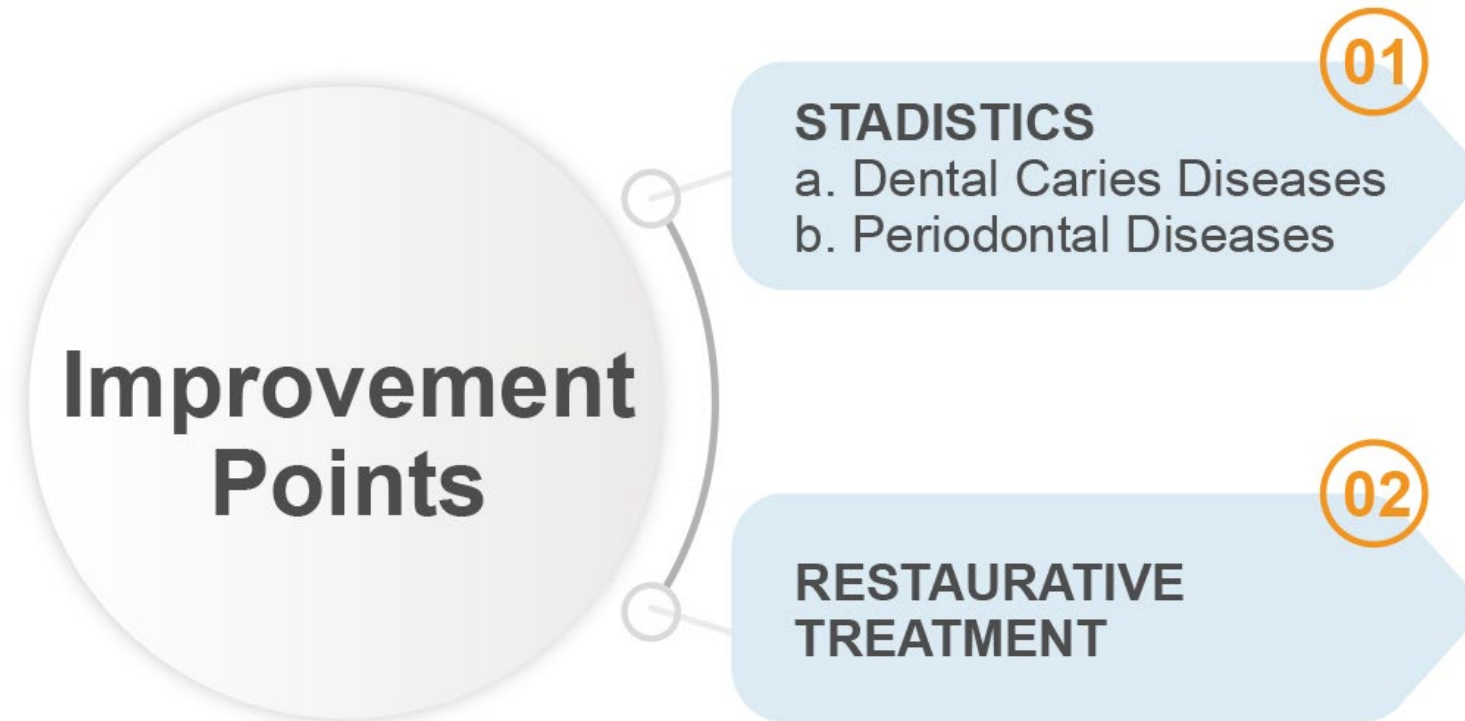 Improvement
Points
01
STADISTICS
a. Dental Caries Diseases
b. Periodontal Diseases
02
RESTAURATIVE
TREATMENT